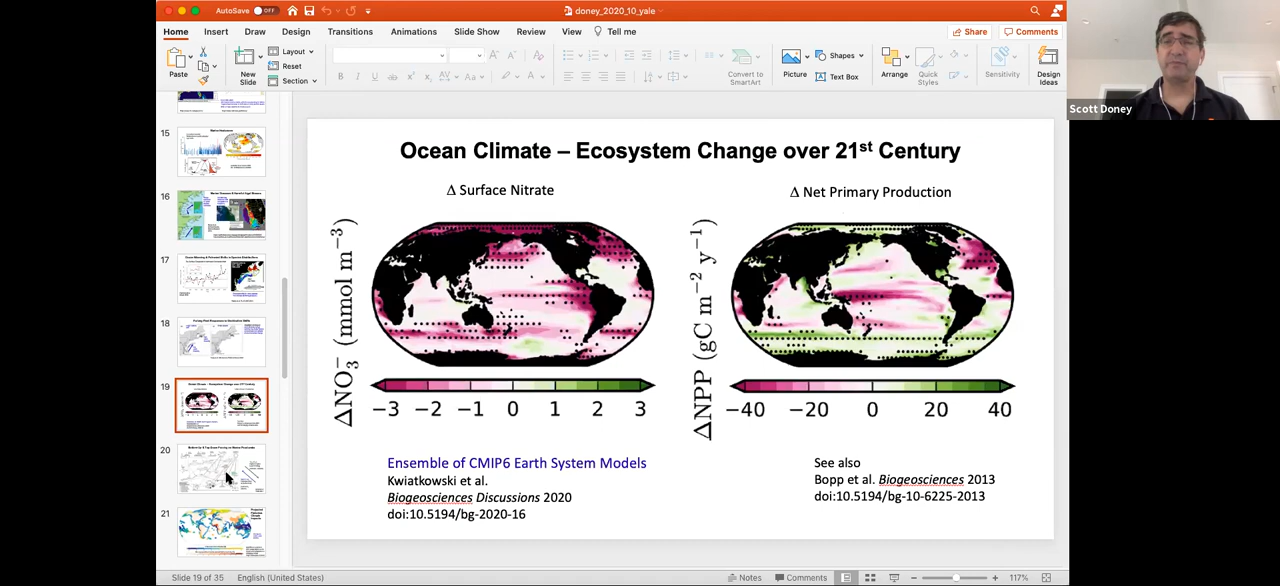 AutoSave OFF
doney_2020_10_yale
Home Insert Draw Design Transitions Animations Slide Show Review View Tell me
Share Comments
Paste
New Slide
Layout
Reset
Section
Convert to SmartArt
Picture
Shapes
Text Box
Arrange
Quick Styles
Sensitivity
Design Ideas
Scott Doney
15
16
17
18
19
20
21
Ocean Climate – Ecosystem Change over 21st Century
Δ Surface Nitrate
Δ Net Primary Production
ΔNO₃⁻ (mmol m⁻³)
−3 −2 −1 0 1 2 3
ΔNPP (gC m⁻² y⁻¹)
−40 −20 0 20 40
Ensemble of CMIP6 Earth System Models
Kwiatkowski et al.
Biogeosciences Discussions 2020
doi:10.5194/bg-2020-16
See also
Bopp et al. Biogeosciences 2013
doi:10.5194/bg-10-6225-2013
Slide 19 of 35 English (United States)
Notes Comments 117%